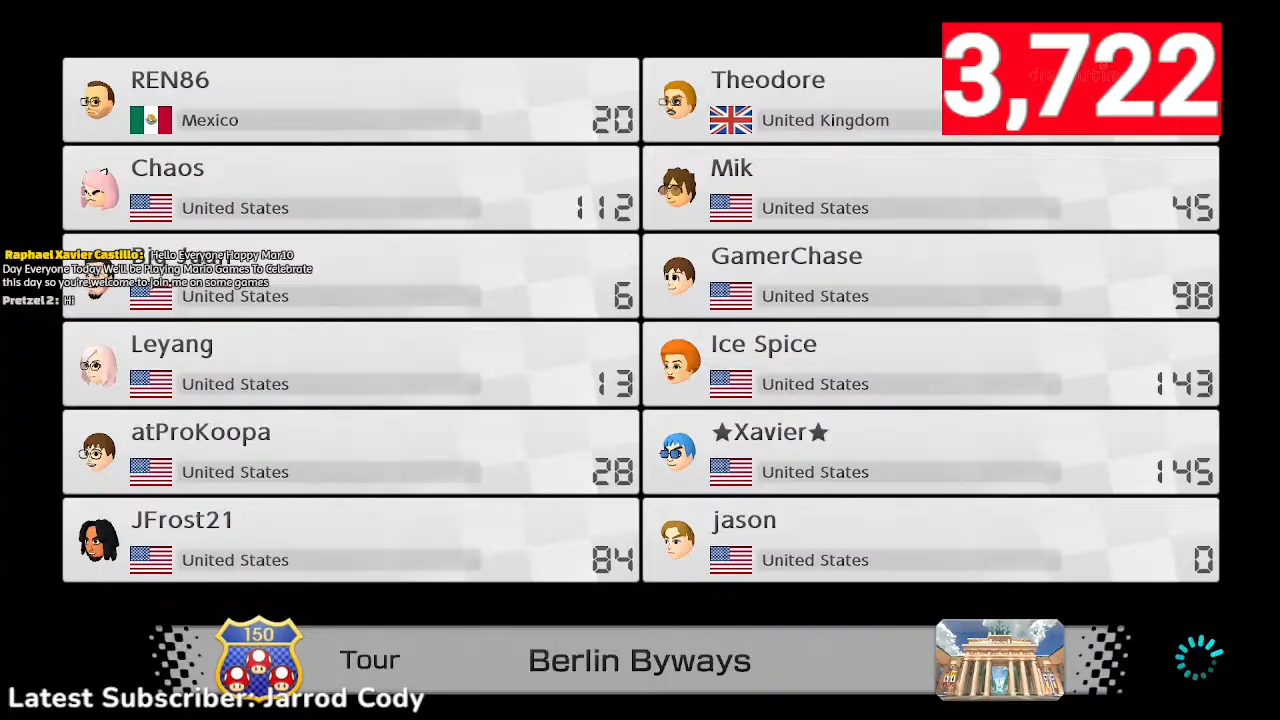 3,722
REN86
Mexico 20
Theodore
United Kingdom
Chaos
United States 112
Mik
United States 45
Raphael Xavier Castillo: Hello Everyone Happy Mar10
Day Everyone Today We'll be Playing Mario Games To Celebrate
this day so you're welcome to join me on some games
Pretzel 2: Hi
United States 6
GamerChase
United States 98
Leyang
United States 13
Ice Spice
United States 143
atProKoopa
United States 28
★Xavier★
United States 145
JFrost21
United States 84
jason
United States 0
150
Tour
Berlin Byways
Latest Subscriber: Jarrod Cody